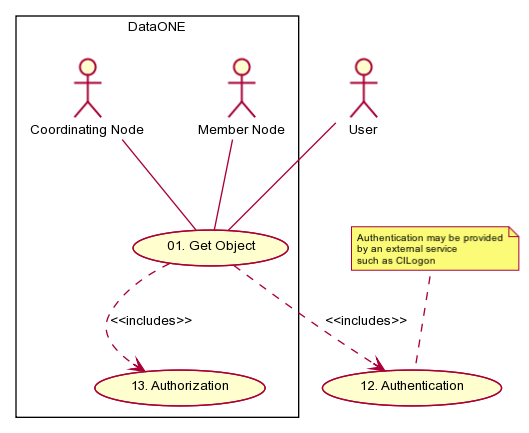 DataONE
Coordinating Node
Member Node
User
01. Get Object
Authentication may be provided
by an external service
such as CILogon
<<includes>>
<<includes>>
13. Authorization
12. Authentication